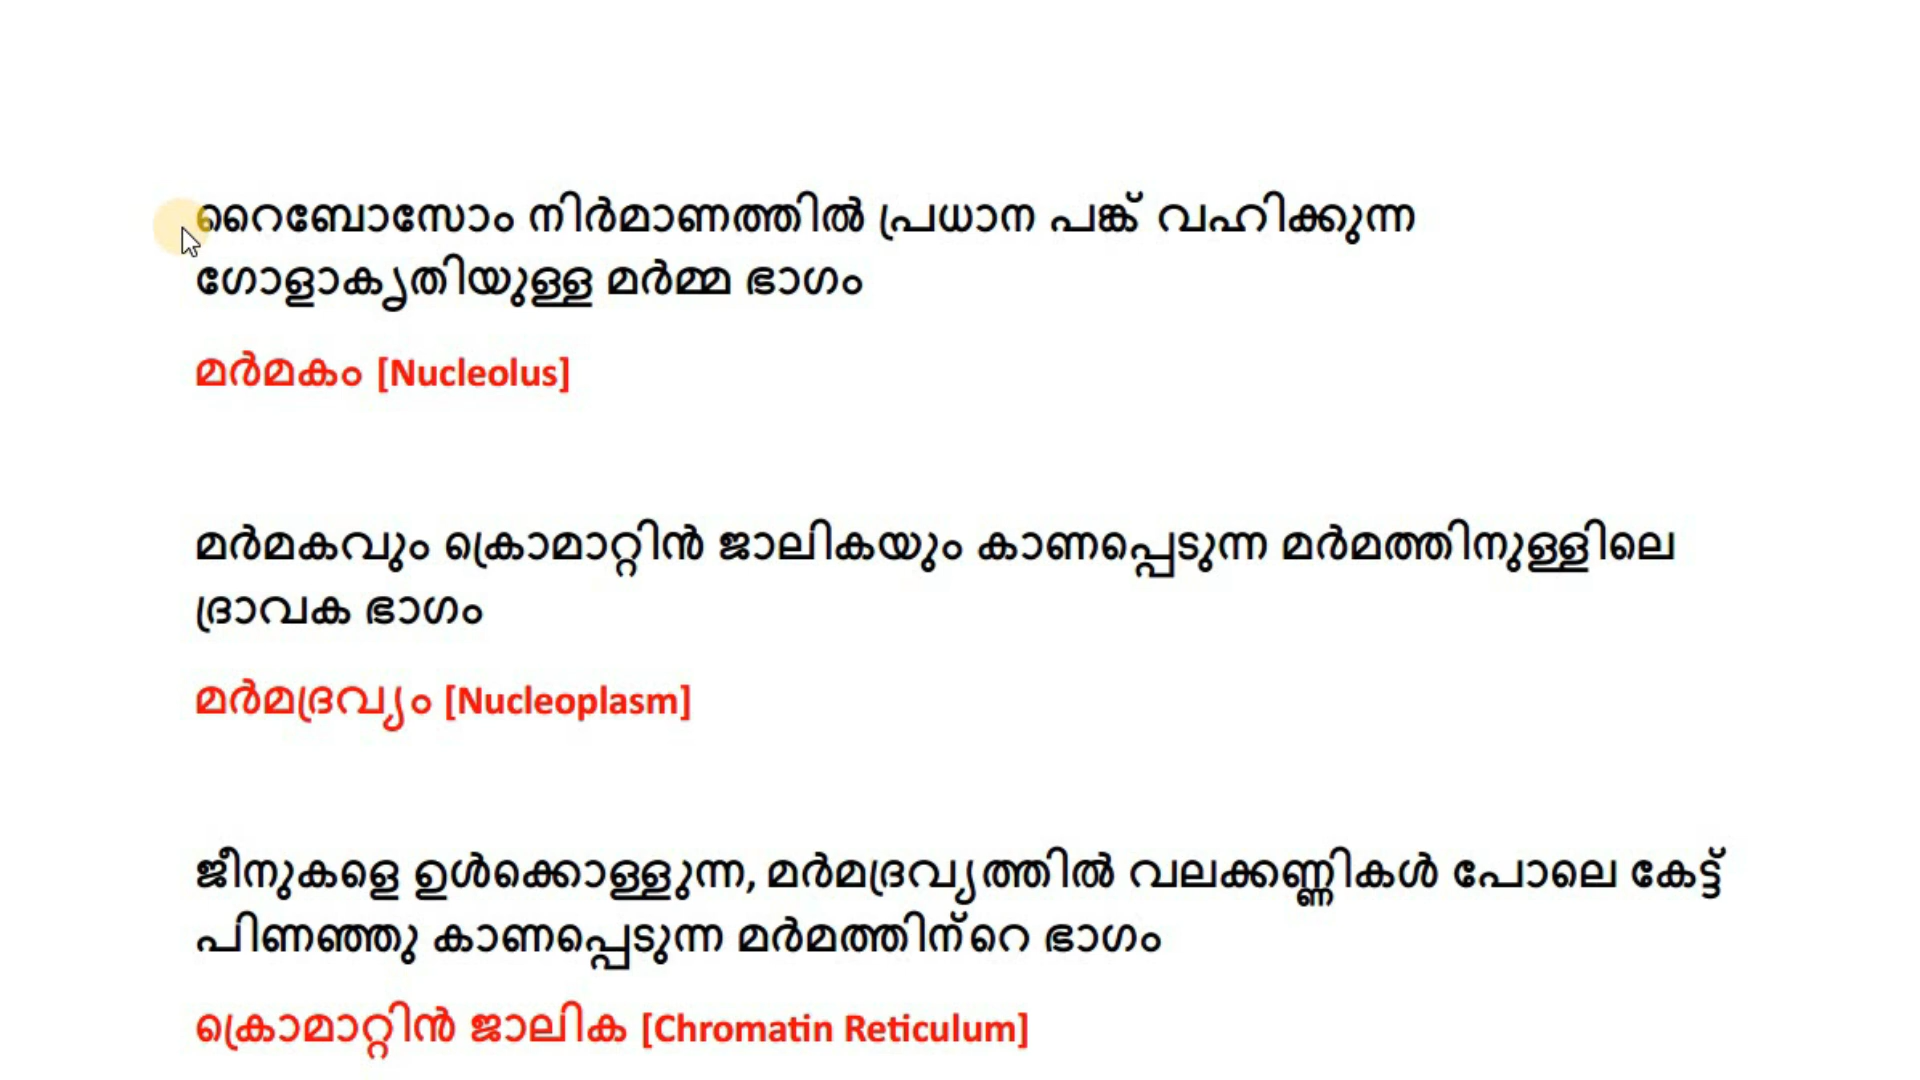 റൈബോസോം നിർമാണത്തിൽ പ്രധാന പങ്ക് വഹിക്കുന്ന
ഗോളാകൃതിയുള്ള മർമ്മ ഭാഗം
മർമകം [Nucleolus]
മർമകവും ക്രൊമാറ്റിൻ ജാലികയും കാണപ്പെടുന്ന മർമത്തിനുള്ളിലെ
ദ്രാവക ഭാഗം
മർമദ്രവ്യം [Nucleoplasm]
ജീനുകളെ ഉൾക്കൊള്ളുന്ന, മർമദ്രവ്യത്തിൽ വലക്കണ്ണികൾ പോലെ കേട്ട്
പിണഞ്ഞു കാണപ്പെടുന്ന മർമത്തിന്റെ ഭാഗം
ക്രൊമാറ്റിൻ ജാലിക [Chromatin Reticulum]